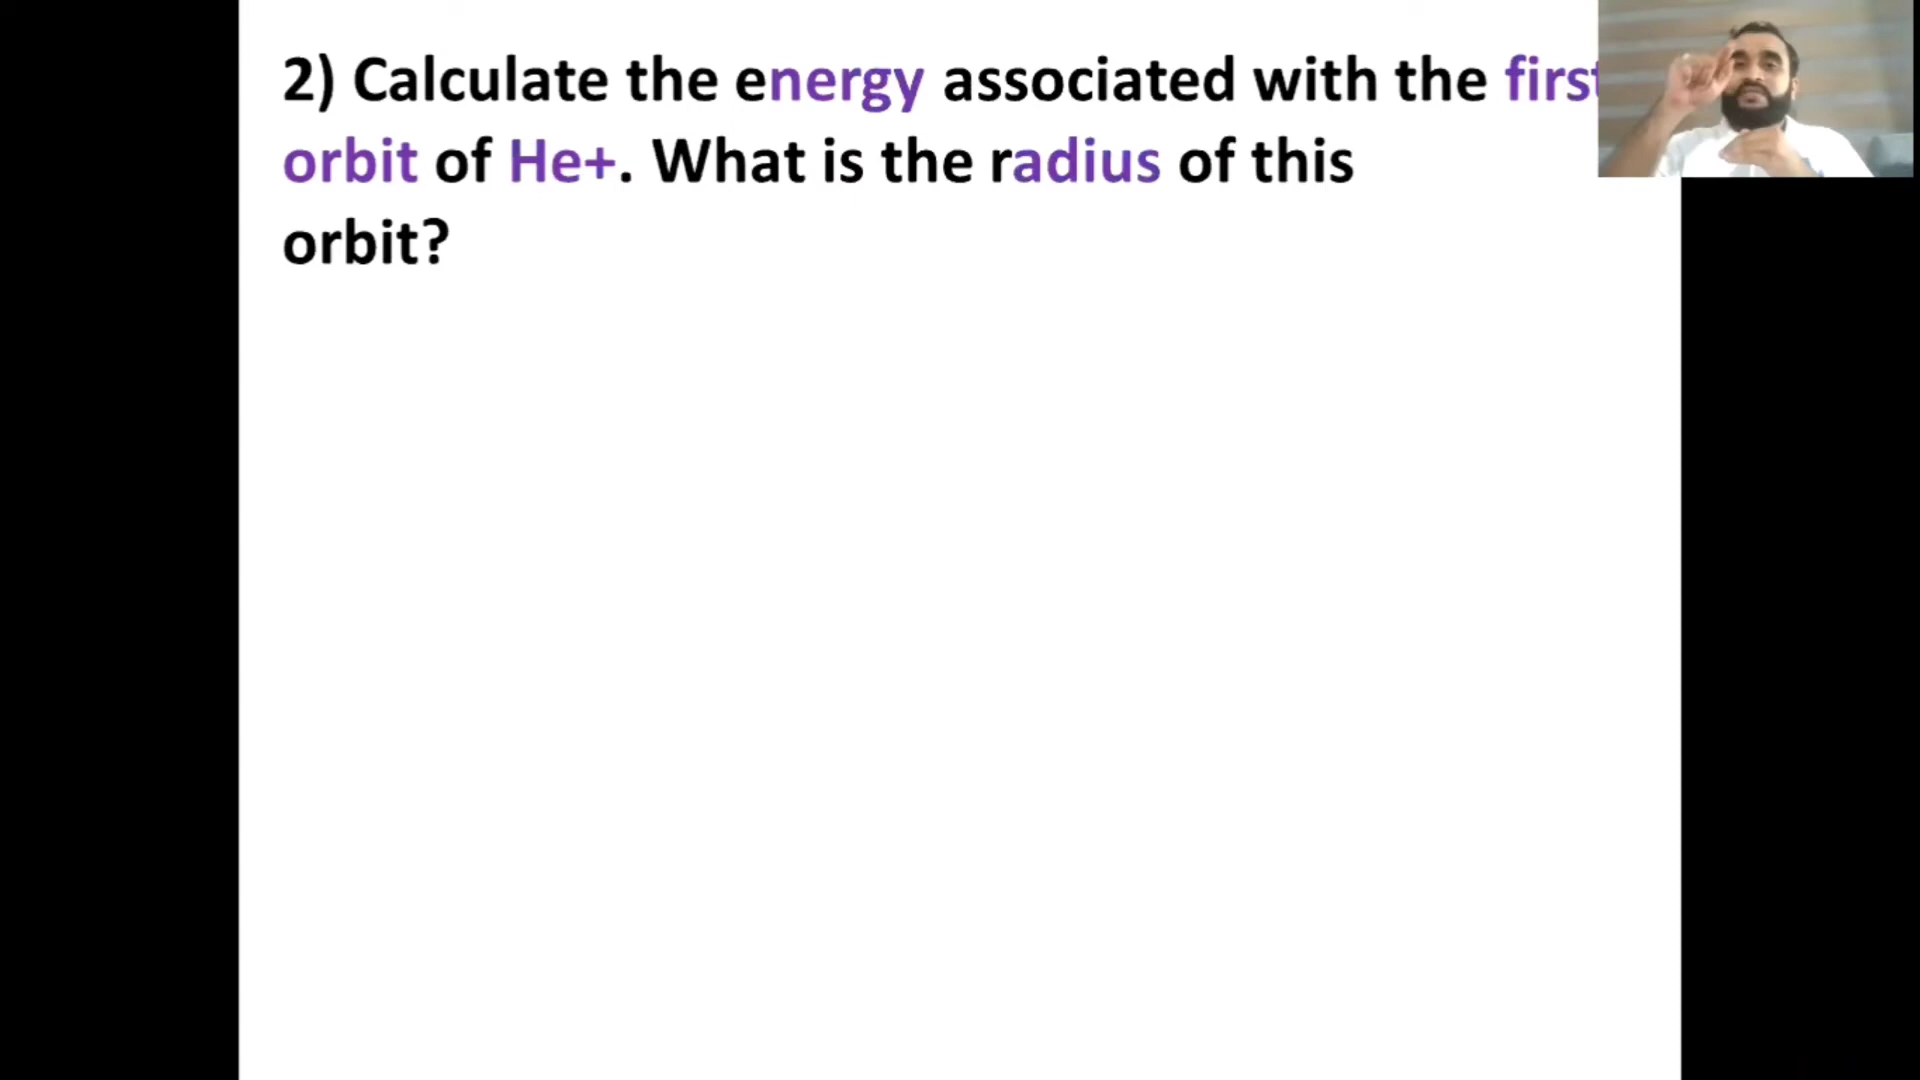 2) Calculate the energy associated with the first
orbit of He+. What is the radius of this
orbit?